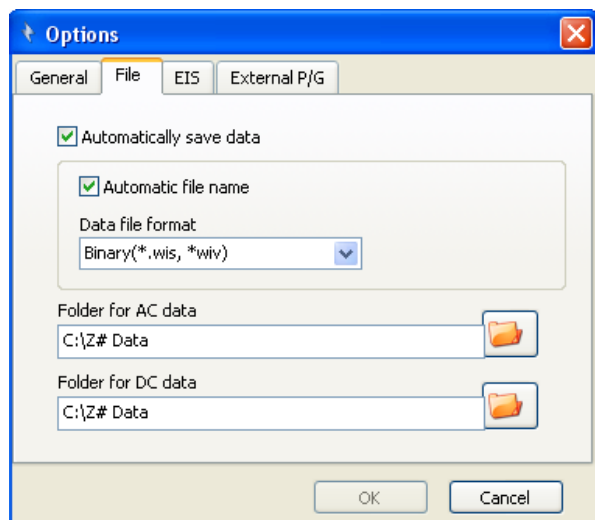 Options
General File EIS External P/G
Automatically save data
Automatic file name
Data file format
Binary(*.wis, *wiv)
Folder for AC data
C:\Z# Data
Folder for DC data
C:\Z# Data
OK Cancel